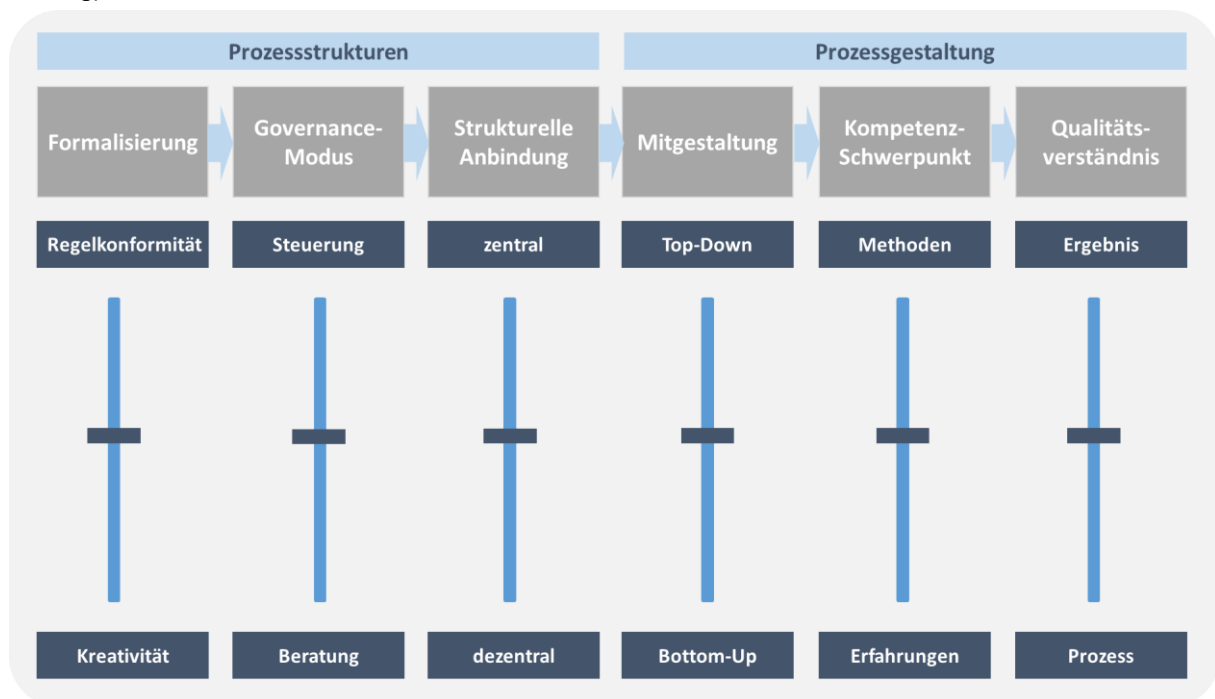 Prozessstrukturen
Prozessgestaltung
Formalisierung
Governance-
Modus
Strukturelle
Anbindung
Mitgestaltung
Kompetenz-
Schwerpunkt
Qualitäts-
verständnis
Regelkonformität
Steuerung
zentral
Top-Down
Methoden
Ergebnis
Kreativität
Beratung
dezentral
Bottom-Up
Erfahrungen
Prozess